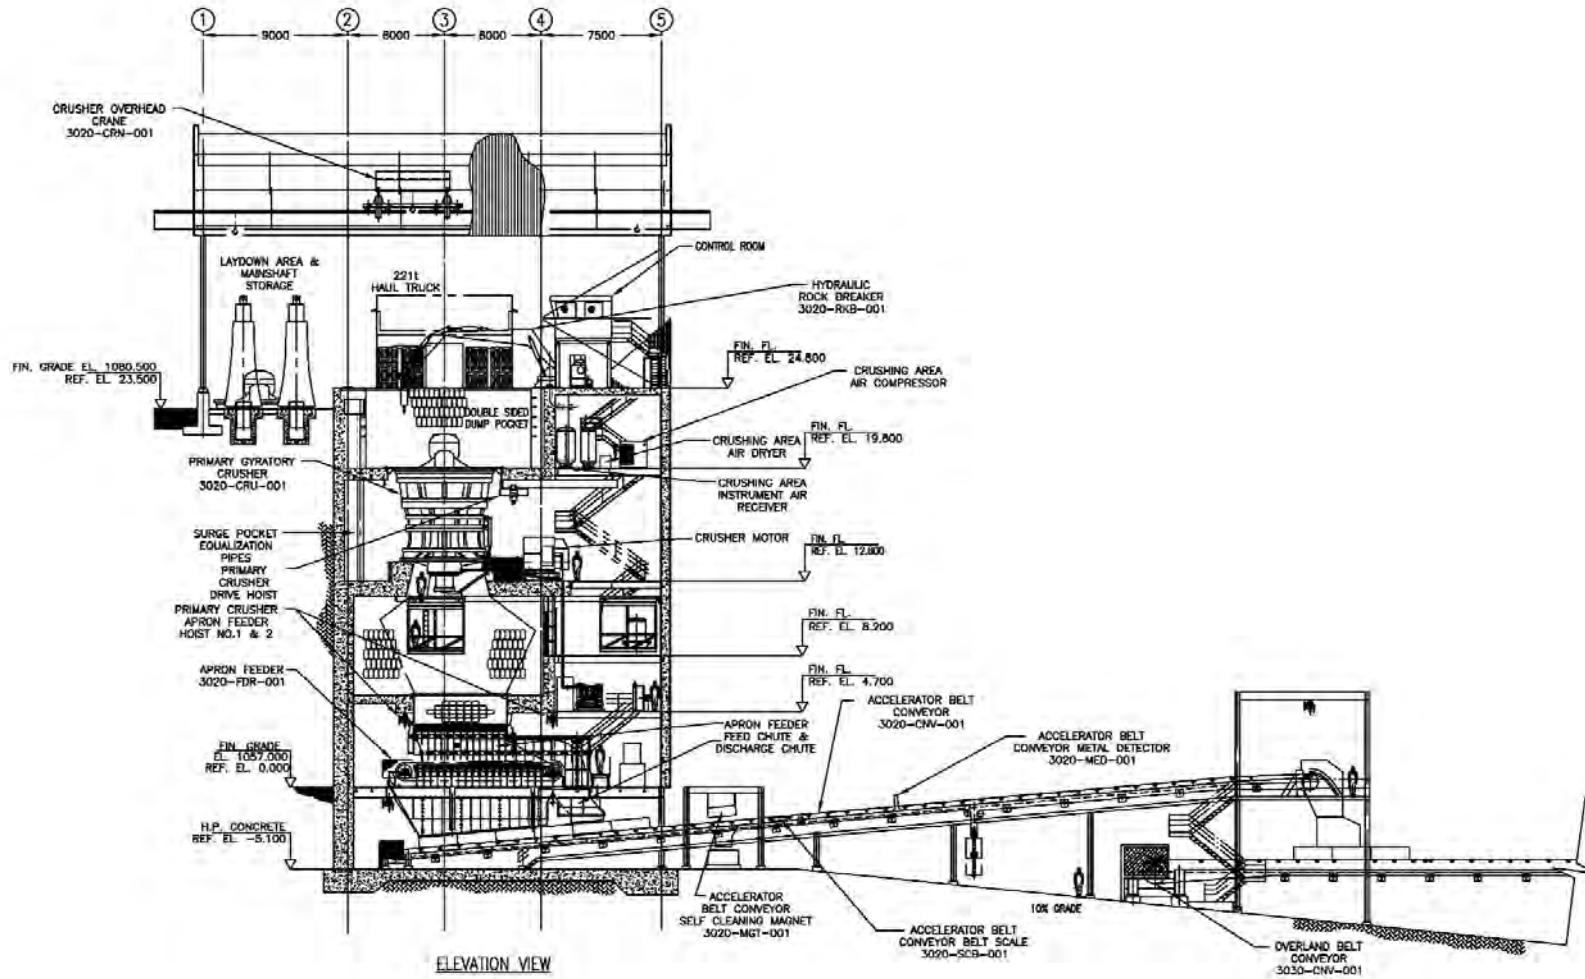 1 2 3 4 5
9000 6000 6000 7500
CRUSHER OVERHEAD
CRANE
3020-CRN-001
LAYDOWN AREA &
MAINSHAFT
STORAGE
221t
HAUL TRUCK
CONTROL ROOM
HYDRAULIC
ROCK BREAKER
3020-RKB-001
FIN. GRADE EL. 1080.500
REF. EL. 23.500
FIN. FL.
REF. EL. 24.800
CRUSHING AREA
AIR COMPRESSOR
DOUBLE SIDED
DUMP POCKET
FIN. FL.
REF. EL. 19.800
CRUSHING AREA
AIR DRYER
PRIMARY GYRATORY
CRUSHER
3020-CRU-001
CRUSHING AREA
INSTRUMENT AIR
RECEIVER
SURGE POCKET
EQUALIZATION
PIPES
CRUSHER MOTOR
FIN. FL.
REF. EL. 12.800
PRIMARY
CRUSHER
DRIVE HOIST
PRIMARY CRUSHER
APRON FEEDER
HOIST NO.1 & 2
FIN. FL.
REF. EL. 8.200
APRON FEEDER
3020-FDR-001
FIN. FL.
REF. EL. 4.700
ACCELERATOR BELT
CONVEYOR
3020-CNV-001
APRON FEEDER
FEED CHUTE &
DISCHARGE CHUTE
ACCELERATOR BELT
CONVEYOR METAL DETECTOR
3020-MED-001
FIN. GRADE
EL. 1057.000
REF. EL. 0.000
H.P. CONCRETE
REF. EL. -5.100
ACCELERATOR
BELT CONVEYOR
SELF CLEANING MAGNET
3020-MGT-001
10% GRADE
ACCELERATOR BELT
CONVEYOR BELT SCALE
3020-SCB-001
OVERLAND BELT
CONVEYOR
3030-CNV-001
ELEVATION VIEW